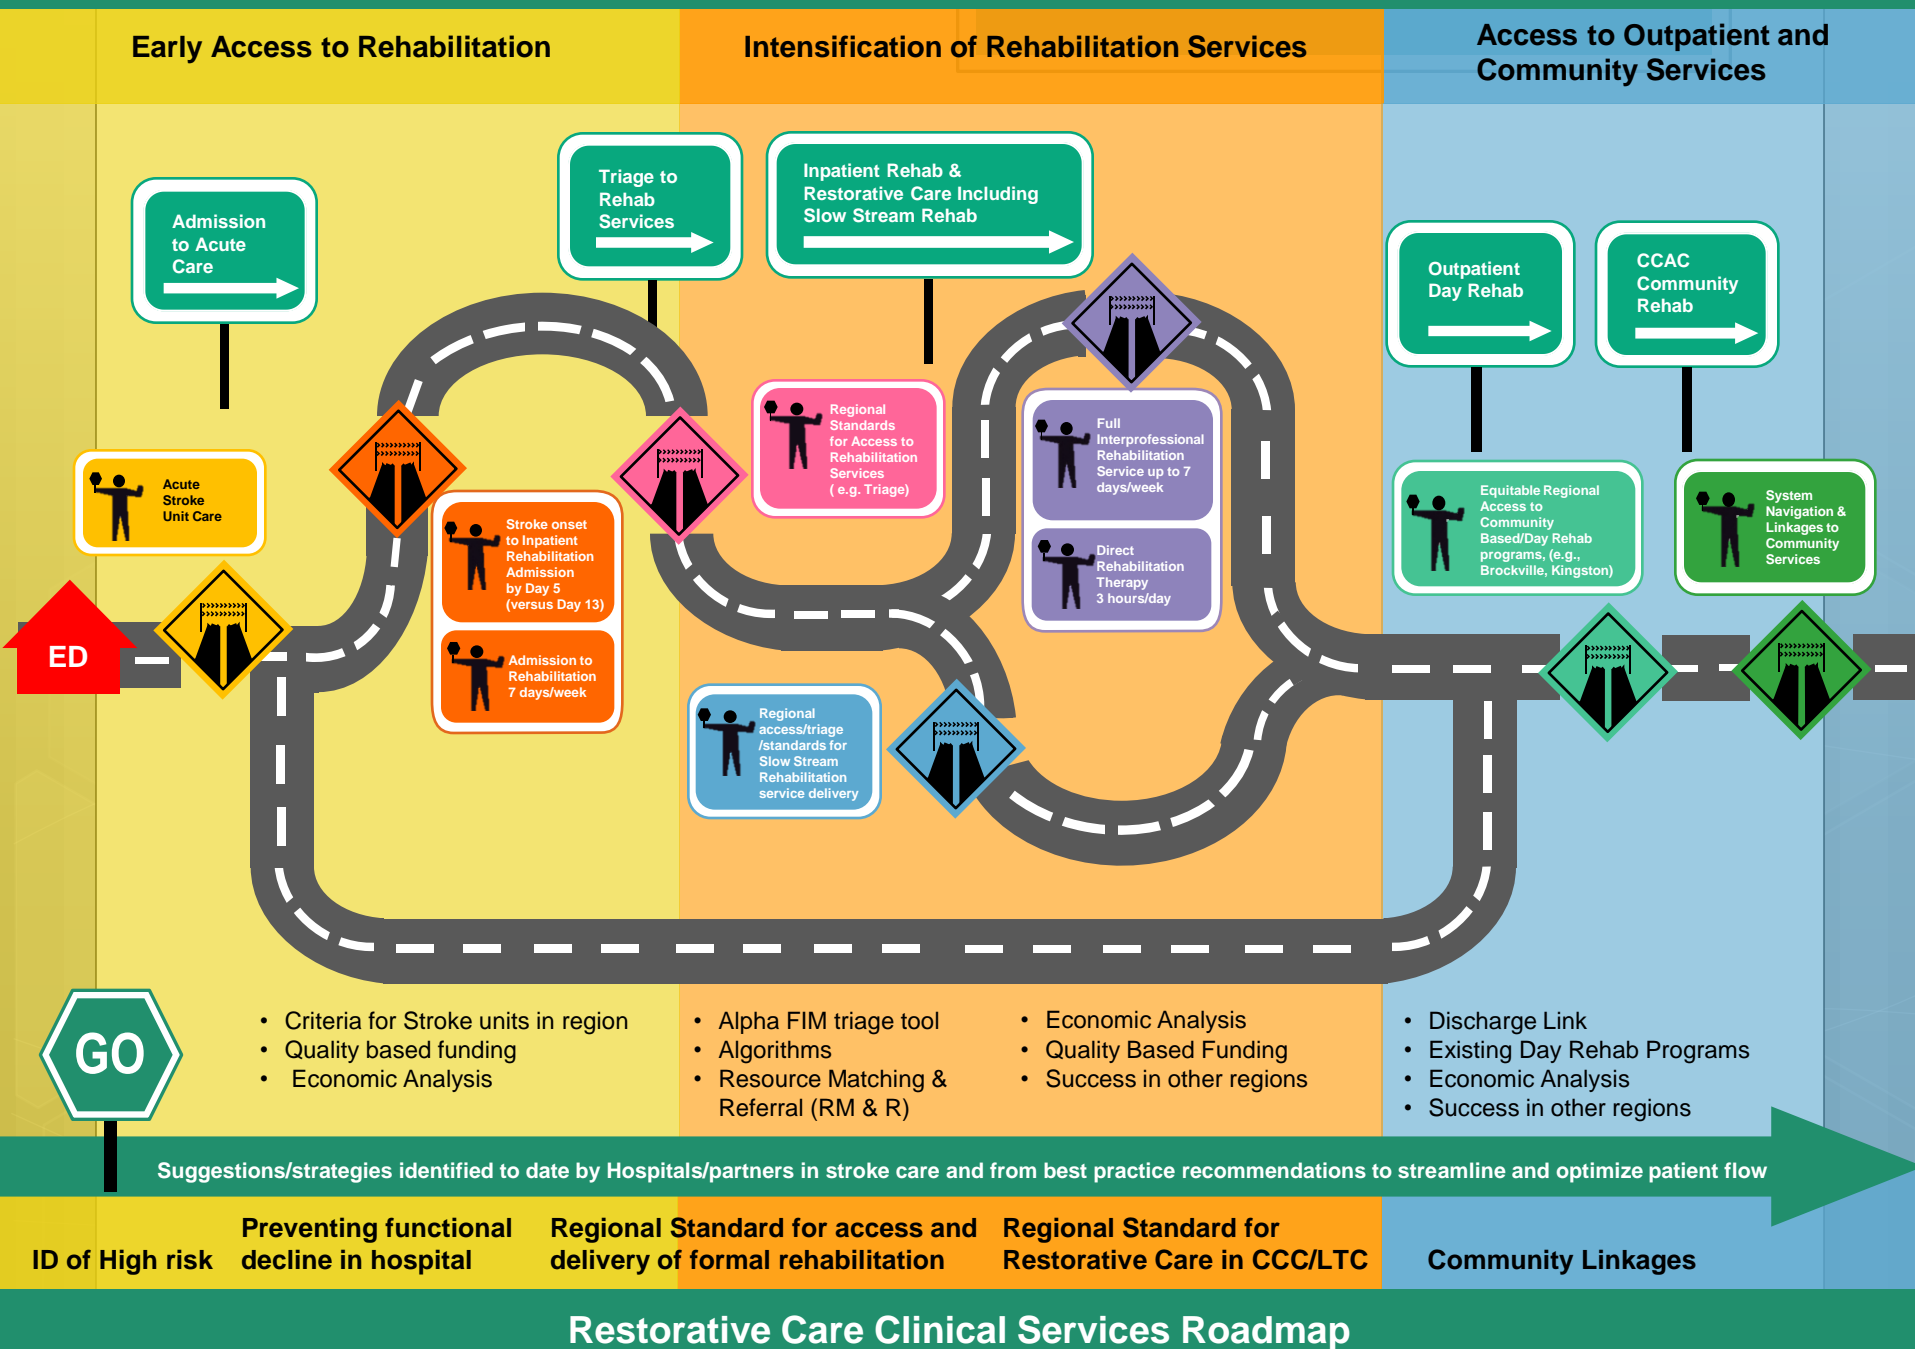 Early Access to Rehabilitation
Intensification of Rehabilitation Services
Access to Outpatient and
Community Services
Admission
to Acute
Care
Triage to
Rehab
Services
Inpatient Rehab &
Restorative Care Including
Slow Stream Rehab
Outpatient
Day Rehab
CCAC
Community
Rehab
Acute
Stroke
Unit Care
Stroke onset
to Inpatient
Rehabilitation
Admission
by Day 5
(versus Day 13)
Admission to
Rehabilitation
7 days/week
Regional
Standards
for Access to
Rehabilitation
Services
( e.g. Triage)
Full
Interprofessional
Rehabilitation
Service up to 7
days/week
Direct
Rehabilitation
Therapy
3 hours/day
Regional
access/triage
/standards for
Slow Stream
Rehabilitation
service delivery
Equitable Regional
Access to
Community
Based/Day Rehab
programs, (e.g.,
Brockville, Kingston)
System
Navigation &
Linkages to
Community
Services
ED
GO
• Criteria for Stroke units in region
• Quality based funding
• Economic Analysis
• Alpha FIM triage tool
• Algorithms
• Resource Matching &
Referral (RM & R)
• Economic Analysis
• Quality Based Funding
• Success in other regions
• Discharge Link
• Existing Day Rehab Programs
• Economic Analysis
• Success in other regions
Suggestions/strategies identified to date by Hospitals/partners in stroke care and from best practice recommendations to streamline and optimize patient flow
ID of High risk
Preventing functional
decline in hospital
Regional Standard for access and
delivery of formal rehabilitation
Regional Standard for
Restorative Care in CCC/LTC
Community Linkages
Restorative Care Clinical Services Roadmap